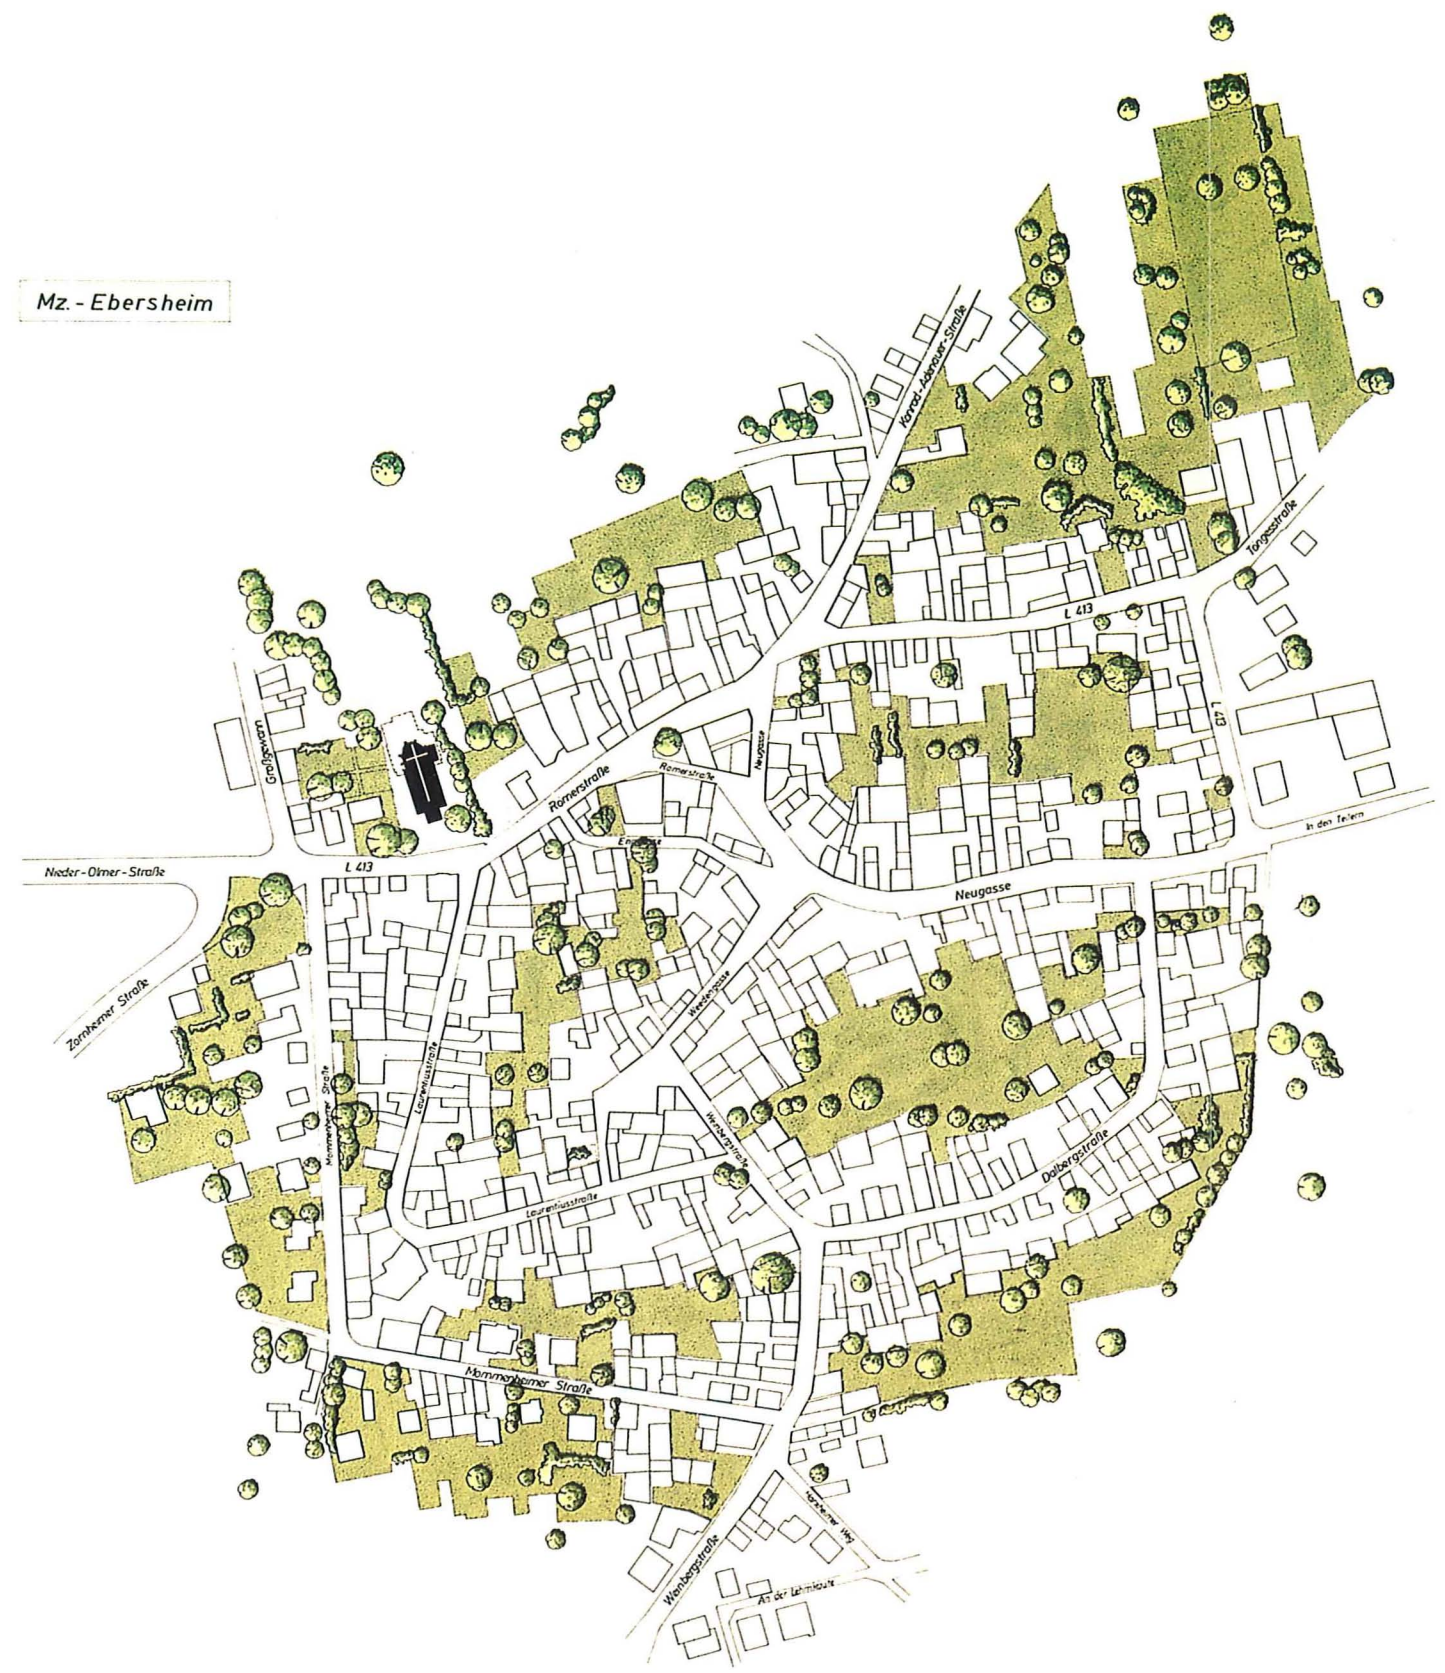 Mz. - Ebersheim
Konrad-Adenauer-Straße
Töngesstraße
L 413
L 413
Großgewann
Neugasse
Römerstraße
Römerstraße
In den Teilern
Nieder-Olmer-Straße
L 413
Neugasse
Zornheimer Straße
Weedengasse
Laurentiusstraße
Mommenheimer Straße
Weinbergstraße
Dalbergstraße
Laurentiusstraße
Mommenheimer Straße
Weinbergstraße
An der Lehmkaute